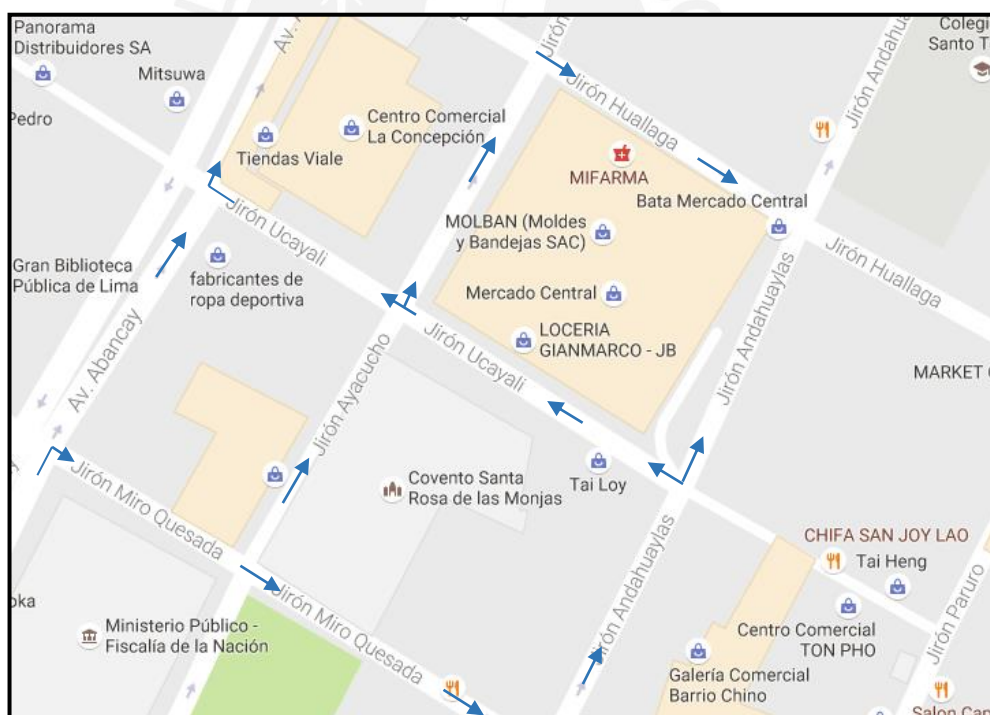 Panorama
Distribuidores SA
Mitsuwa
Pedro
Av. A
Tiendas Viale
Centro Comercial
La Concepción
Jirón
Jirón Huallaga
MIFARMA
Bata Mercado Central
MOLBAN (Moldes
y Bandejas SAC)
Mercado Central
LOCERIA
GIANMARCO - JB
Jirón Andahuay
Colegi
Santo T
Jirón Huallaga
Jirón Ucayali
Gran Biblioteca
Pública de Lima
fabricantes de
ropa deportiva
Av. Abancay
Jirón Ayacucho
Jirón Ucayali
Jirón Andahuaylas
MARKET
Jirón Miro Quesada
Covento Santa
Rosa de las Monjas
Tai Loy
Jirón Andahuaylas
CHIFA SAN JOY LAO
Tai Heng
Centro Comercial
TON PHO
Jirón Paruro
oka
Ministerio Público -
Fiscalía de la Nación
Jirón Miro Quesada
Galería Comercial
Barrio Chino
Salon Cap